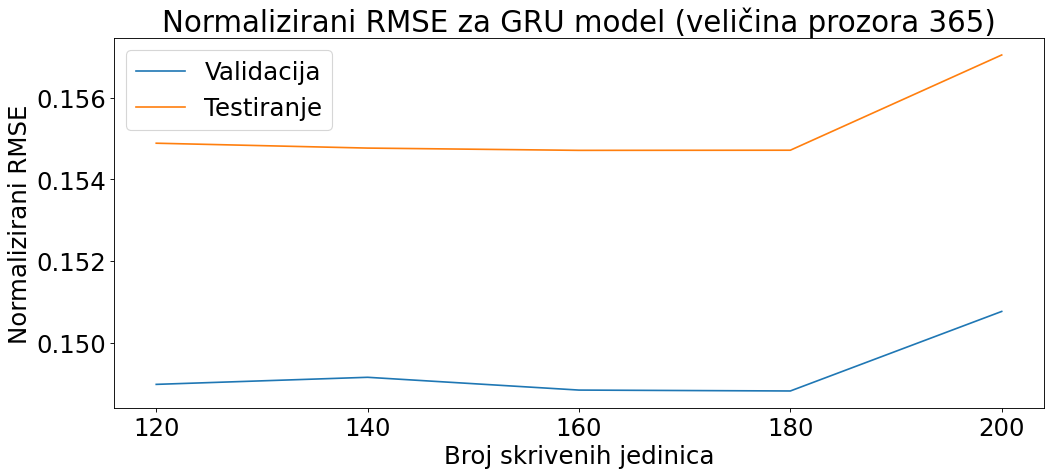 Normalizirani RMSE za GRU model (veličina prozora 365)
Validacija
Testiranje
Normalizirani RMSE
0.156
0.154
0.152
0.150
120 140 160 180 200
Broj skrivenih jedinica